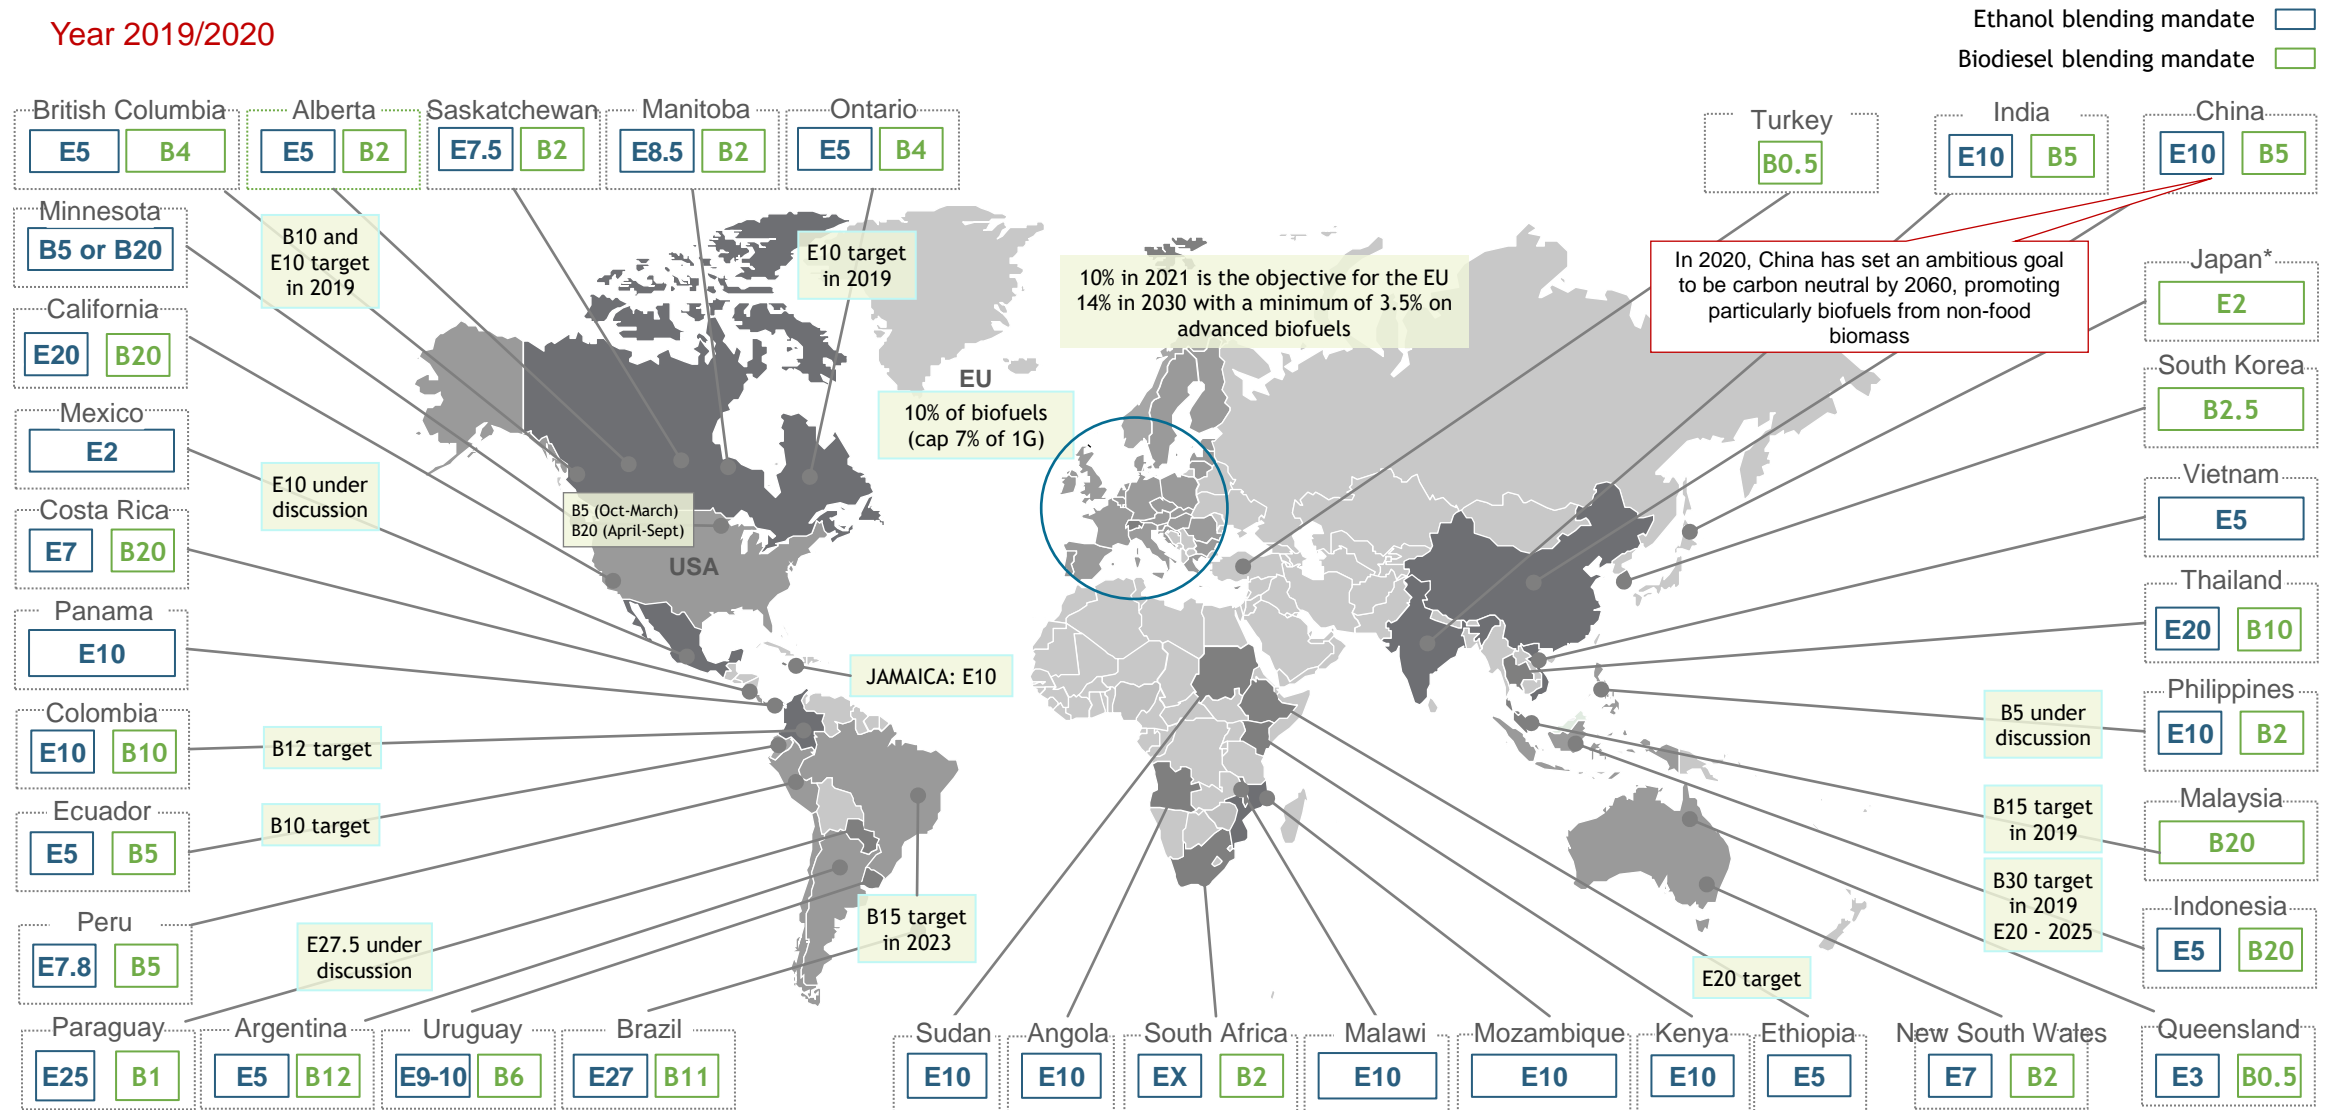 Year 2019/2020
Ethanol blending mandate
Biodiesel blending mandate
British Columbia
E5
B4
Alberta
E5
B2
Saskatchewan
E7.5
B2
Manitoba
E8.5
B2
Ontario
E5
B4
Turkey
B0.5
India
E10
B5
China
E10
B5
Minnesota
B5 or B20
California
E20
B20
Mexico
E2
Costa Rica
E7
B20
Panama
E10
Colombia
E10
B10
Ecuador
E5
B5
Peru
E7.8
B5
B10 and
E10 target
in 2019
E10 target
in 2019
10% in 2021 is the objective for the EU
14% in 2030 with a minimum of 3.5% on
advanced biofuels
In 2020, China has set an ambitious goal
to be carbon neutral by 2060, promoting
particularly biofuels from non-food
biomass
EU
10% of biofuels
(cap 7% of 1G)
E10 under
discussion
B5 (Oct-March)
B20 (April-Sept)
USA
JAMAICA: E10
B12 target
B10 target
E27.5 under
discussion
B15 target
in 2023
Japan*
E2
South Korea
B2.5
Vietnam
E5
Thailand
E20
B10
Philippines
E10
B2
B5 under
discussion
Malaysia
B20
B15 target
in 2019
Indonesia
E5
B20
B30 target
in 2019
E20 - 2025
E20 target
Paraguay
E25
B1
Argentina
E5
B12
Uruguay
E9-10
B6
Brazil
E27
B11
Sudan
E10
Angola
E10
South Africa
EX
B2
Malawi
E10
Mozambique
E10
Kenya
E10
Ethiopia
E5
New South Wales
E7
B2
Queensland
E3
B0.5